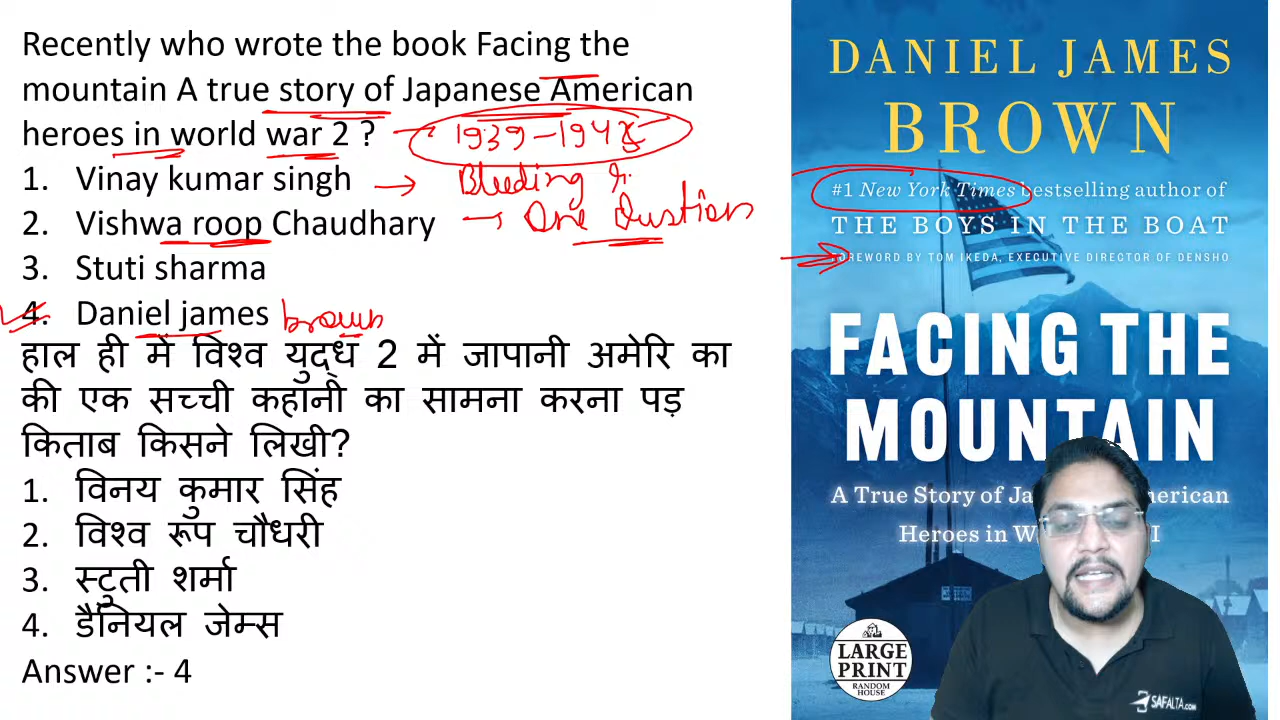 Recently who wrote the book Facing the
mountain A true story of Japanese American
heroes in world war 2 ? 1939-1945
1. Vinay kumar singh → Bleeding
2. Vishwa roop Chaudhary → One
3. Stuti sharma
4. Daniel james brown
हाल ही में विश्व युद्ध 2 में जापानी अमेरि का
की एक सच्ची कहानी का सामना करना पड़
किताब किसने लिखी?
1. विनय कुमार सिंह
2. विश्व रूप चौधरी
3. स्टुती शर्मा
4. डैनियल जेम्स
Answer :- 4
DANIEL JAMES
BROWN
#1 New York Times bestselling author of
THE BOYS IN THE BOAT
FOREWORD BY TOM IKEDA, EXECUTIVE DIRECTOR OF DENSHO
FACING THE
MOUNTAIN
A True Story of Ja merican
Heroes in W I
LARGE
PRINT
RANDOM
HOUSE
SAFALTA.COM